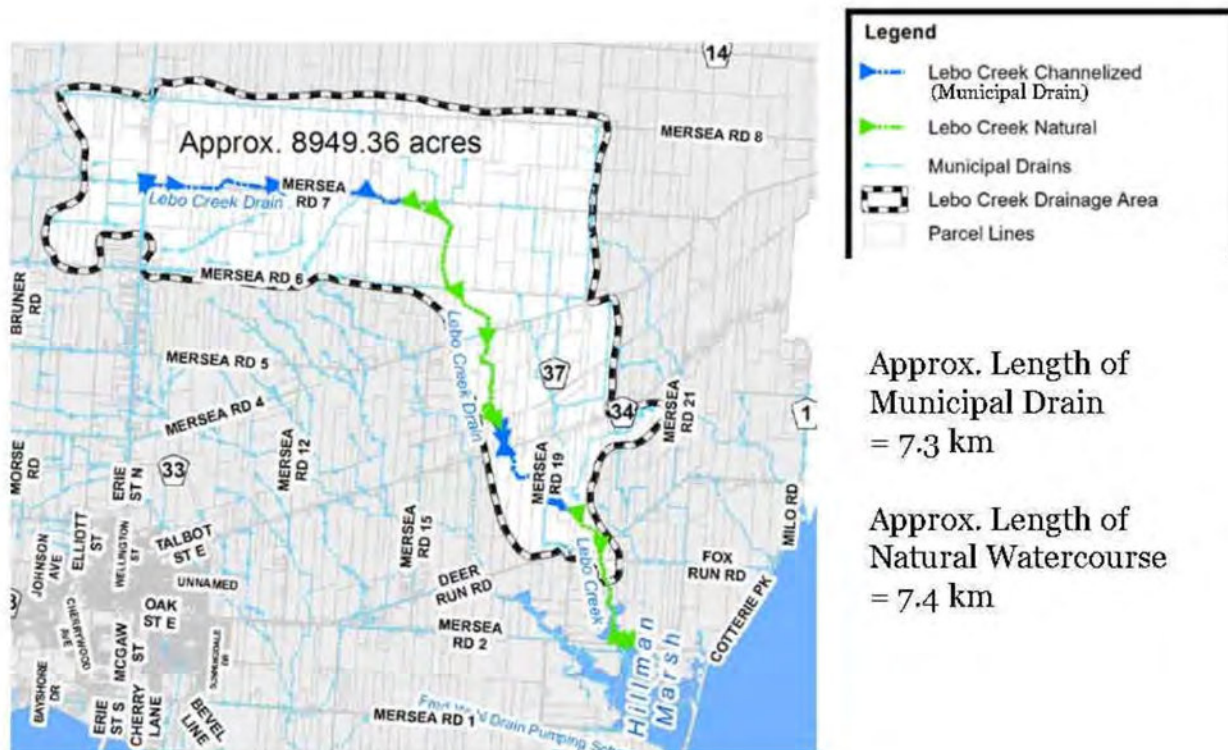 14
MERSEA RD 8
Approx. 8949.36 acres
MERSEA
RD 7
Lebo Creek Drain
MERSEA RD 6
BRUNER
RD
Lebo Creek Drain
MERSEA RD 5
37
MERSEA RD 4
34
MERSEA
RD 21
1
MORSE
RD
33
ERIE
ST N
MERSEA
RD 12
MERSEA
RD 19
MILO RD
ELLIOTT
ST
WELLINGTON
ST
TALBOT
ST E
MERSEA
RD 15
JOHNSON
AVE
UNNAMED
DEER
RUN RD
Lebo Creek
FOX
RUN RD
3
CHERRYWOOD
AVE
OAK
ST E
MERSEA
RD 2
COTTERIE PK
MCGAW
ST
BAYSHORE
DR
ERIE
ST S
CHERRY
LANE
BEVEL
LINE
MERSEA RD 1
Drain Pumping
Hillman
Marsh
Legend
Lebo Creek Channelized
(Municipal Drain)
Lebo Creek Natural
Municipal Drains
Lebo Creek Drainage Area
Parcel Lines
Approx. Length of
Municipal Drain
= 7.3 km
Approx. Length of
Natural Watercourse
= 7.4 km